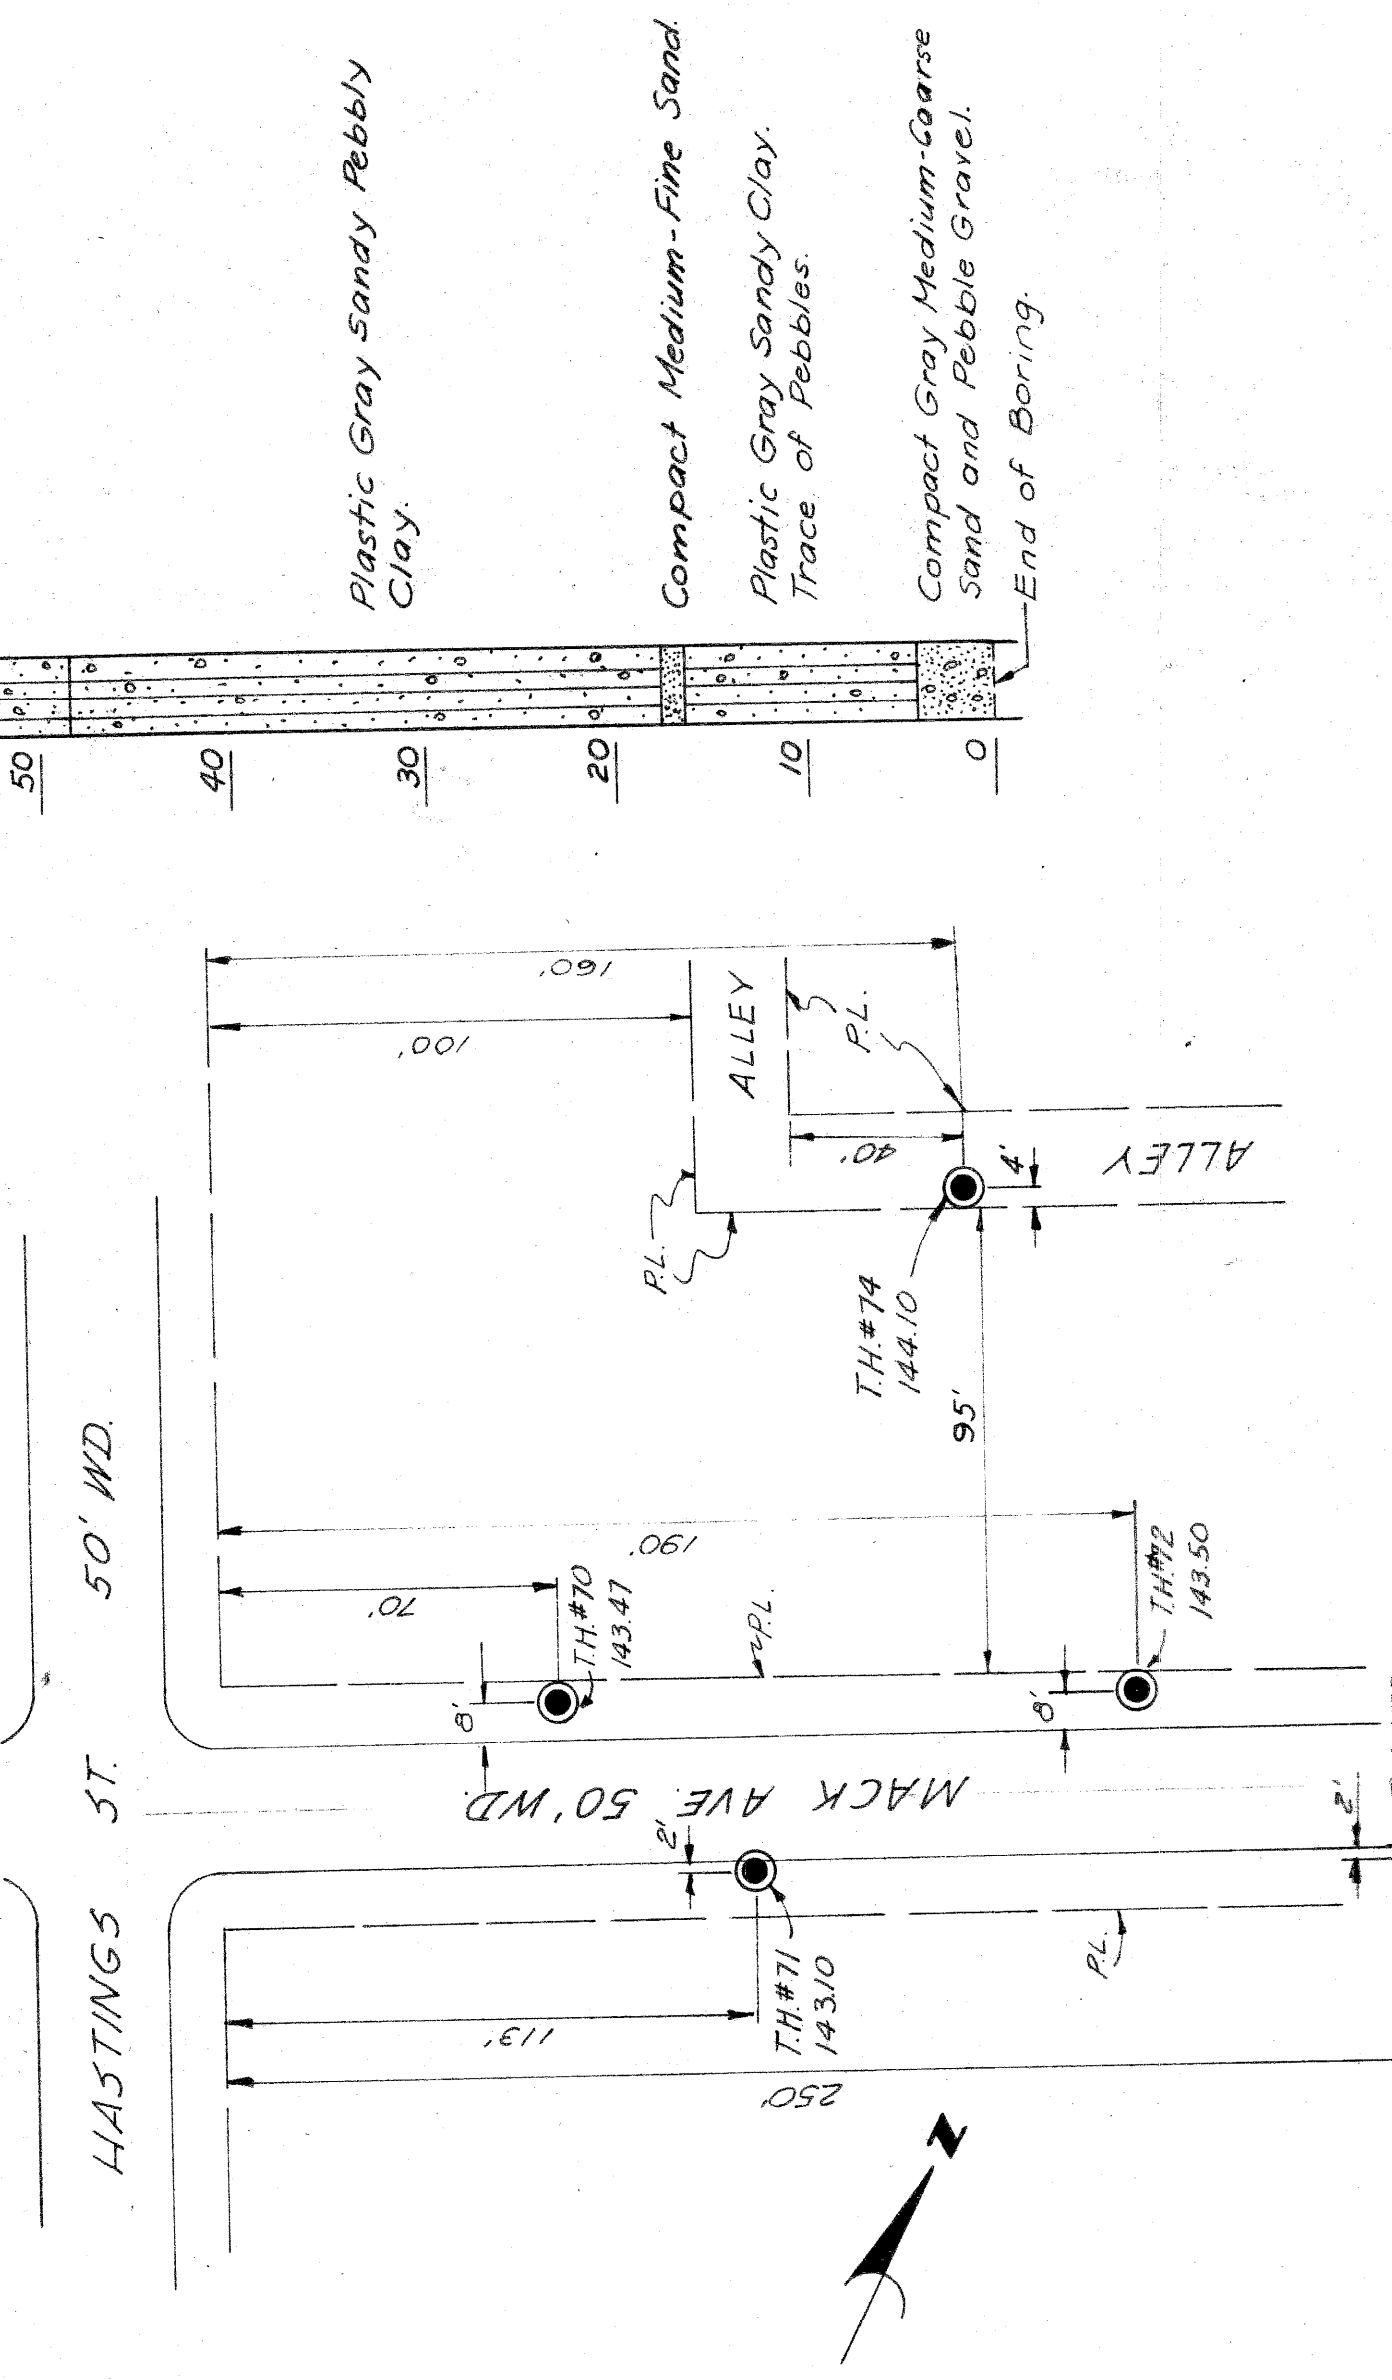 HASTINGS ST. 50' WD.
MACK AVE. 50' WD.
8'
70'
T.H.#70
143.47
190'
P.L.
8'
T.H.#72
143.50
2'
113'
T.H.#71
143.10
250'
P.L.
2'
N
160'
100'
ALLEY
P.L.
P.L.
40'
4'
ALLEY
T.H.#74
144.10
95'
50
40
30
20
10
0
Plastic Gray Sandy Pebbly
Clay.
Compact Medium-Fine Sand.
Plastic Gray Sandy Clay.
Trace of Pebbles.
Compact Gray Medium-Coarse
Sand and Pebble Gravel.
End of Boring.